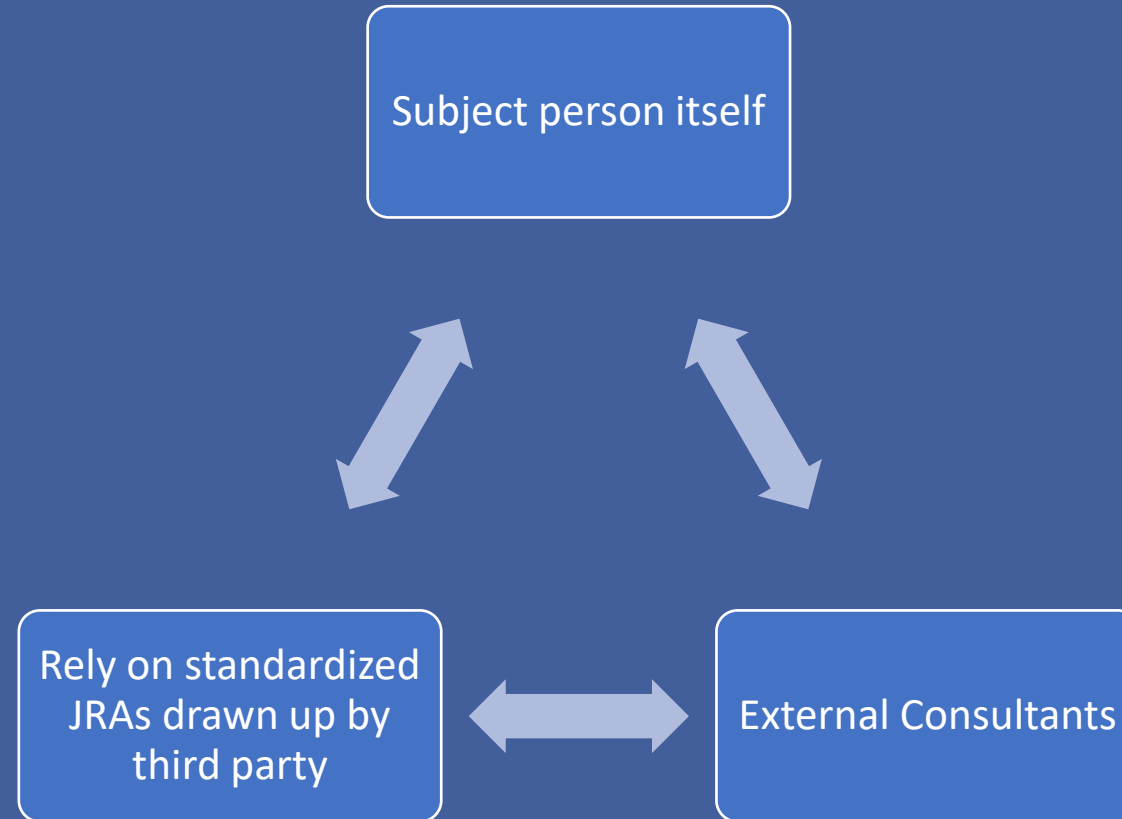 Subject person itself
Rely on standardized
JRAs drawn up by
third party
External Consultants